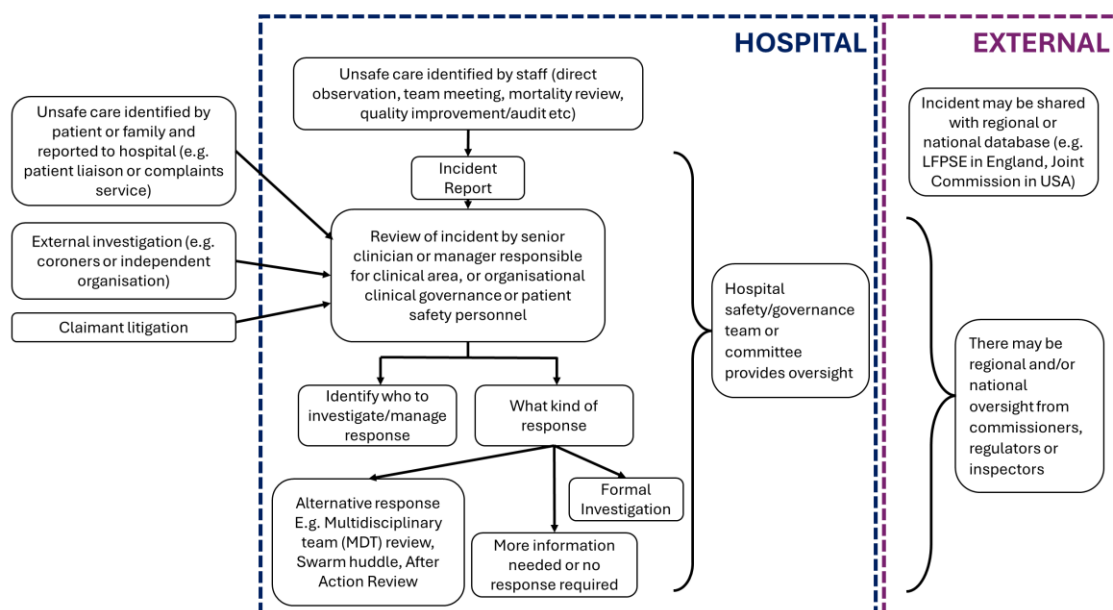 HOSPITAL
EXTERNAL
Unsafe care identified by staff (direct
observation, team meeting, mortality review,
quality improvement/audit etc)
Unsafe care identified by
patient or family and
reported to hospital (e.g.
patient liaison or complaints
service)
Incident may be shared
with regional or
national database (e.g.
LFPSE in England, Joint
Commission in USA)
Incident
Report
External investigation (e.g.
coroners or independent
organisation)
Review of incident by senior
clinician or manager responsible
for clinical area, or organisational
clinical governance or patient
safety personnel
Claimant litigation
Hospital
safety/governance
team or
committee
provides oversight
There may be
regional and/or
national
oversight from
commissioners,
regulators or
inspectors
Identify who to
investigate/manage
response
What kind of
response
Alternative response
E.g. Multidisciplinary
team (MDT) review,
Swarm huddle, After
Action Review
Formal
Investigation
More information
needed or no
response required